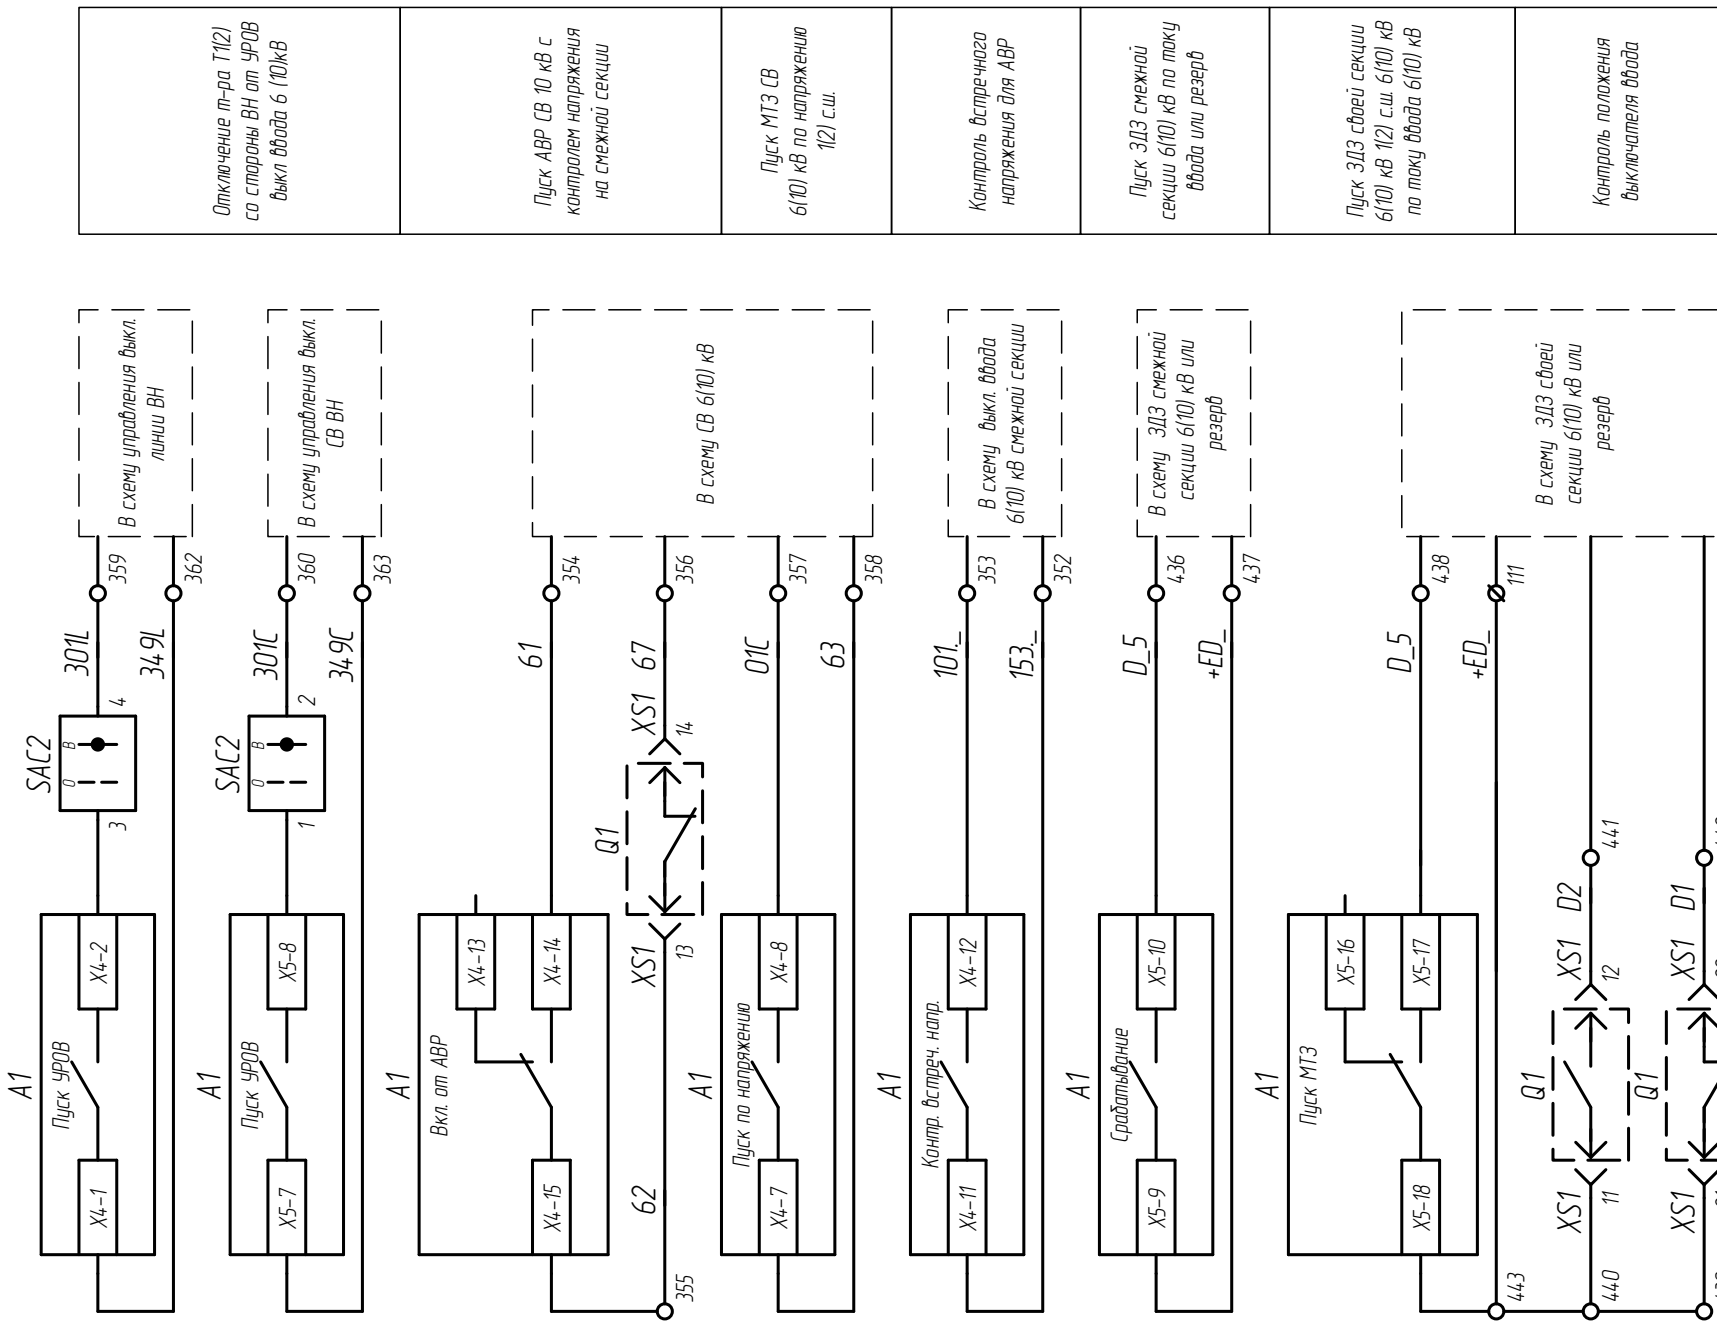 Отключение т-ра Т1(2)
со стороны ВН от УРОВ
выкл ввода 6 (10)кВ
Пуск АВР СВ 10 кВ с
контролем напряжения
на смежной секции
Пуск МТЗ СВ
6(10) кВ по напряжению
1(2) с.ш.
Контроль встречного
напряжения для АВР
Пуск ЗДЗ смежной
секции 6(10) кВ по току
ввода или резерв
Пуск ЗДЗ своей секции
6(10) кВ 1(2) с.ш. 6(10) кВ
по току ввода 6(10) кВ
Контроль положения
выключателя ввода
В схему управления выкл.
линии ВН
В схему управления выкл.
СВ ВН
В схему СВ 6(10) кВ
В схему выкл. ввода
6(10) кВ смежной секции
В схему ЗДЗ смежной
секции 6(10) кВ или
резерв
В схему ЗДЗ своей
секции 6(10) кВ или
резерв
A1
Пуск УРОВ
X4-1
X4-2
3
SAC2
О
В
4
301L
359
349L
362
A1
Пуск УРОВ
X5-7
X5-8
1
SAC2
О
В
2
301C
360
349C
363
A1
Вкл. от АВР
X4-15
X4-13
X4-14
61
354
62
355
XS1
13
Q1
XS1
14
67
356
A1
Пуск по напряжению
X4-7
X4-8
01C
357
63
358
A1
Контр. встреч. напр.
X4-11
X4-12
101_
353
153_
352
A1
Срабатывание
X5-9
X5-10
D_5
436
+ED_
437
A1
Пуск МТЗ
X5-18
X5-16
X5-17
D_5
438
+ED_
111
443
440
XS1
11
Q1
XS1
12
D2
441
XS1
Q1
XS1
D1